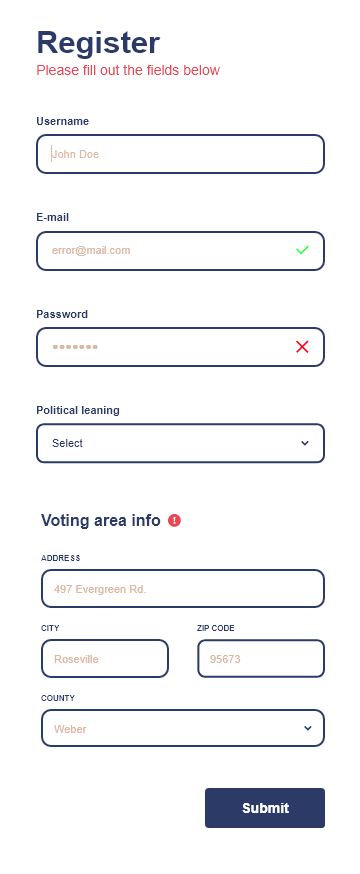 Register
Please fill out the fields below
Username
John Doe
E-mail
error@mail.com
Password
Political leaning
Select
Voting area info
ADDRESS
497 Evergreen Rd.
CITY
ZIP CODE
Roseville
95673
COUNTY
Weber
Submit